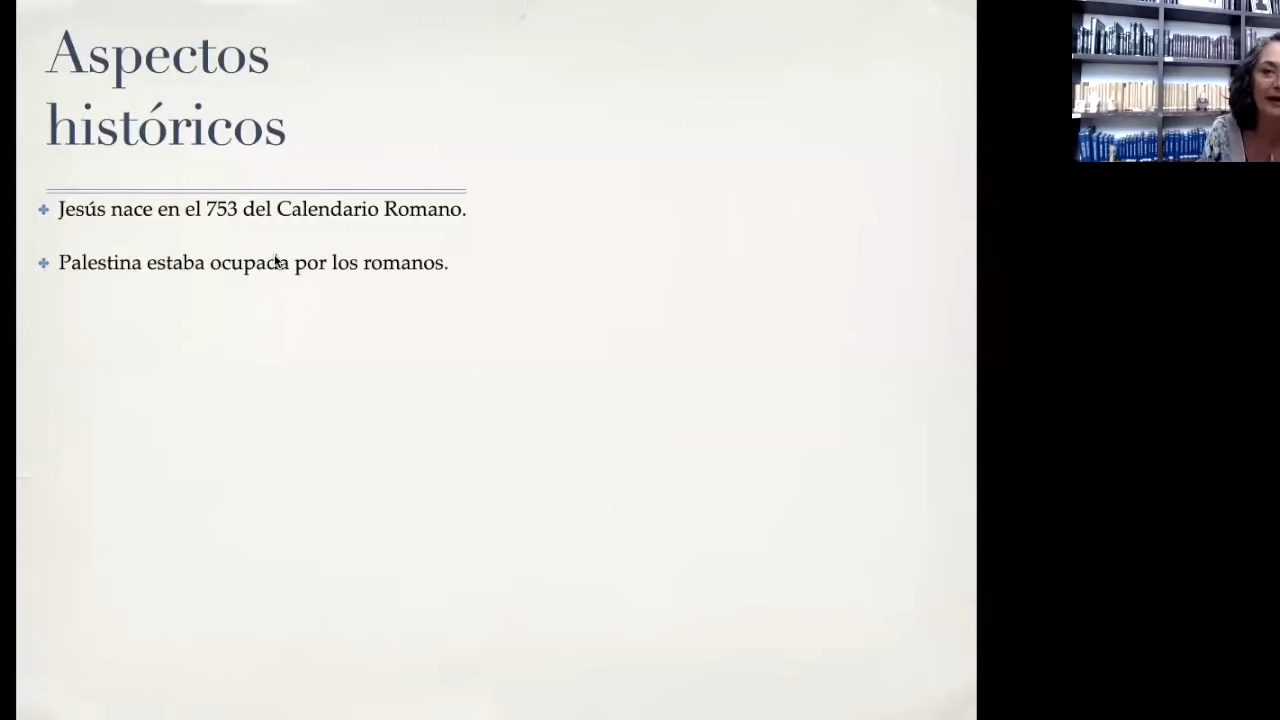 Aspectos
históricos
Jesús nace en el 753 del Calendario Romano.
Palestina estaba ocupada por los romanos.